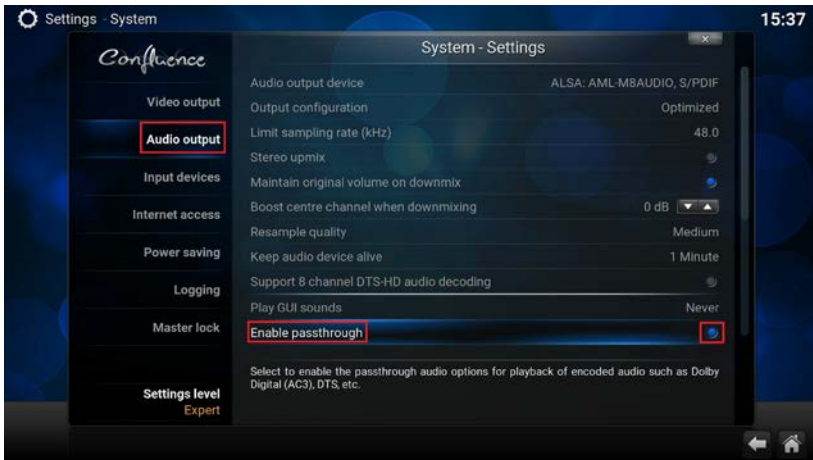 Settings - System
15:37
Confluence
Video output
Audio output
Input devices
Internet access
Power saving
Logging
Master lock
Settings level
Expert
System - Settings
Audio output device ALSA: AML-M8AUDIO, S/PDIF
Output configuration Optimized
Limit sampling rate (kHz) 48.0
Stereo upmix
Maintain original volume on downmix
Boost centre channel when downmixing 0 dB
Resample quality Medium
Keep audio device alive 1 Minute
Support 8 channel DTS-HD audio decoding
Play GUI sounds Never
Enable passthrough
Select to enable the passthrough audio options for playback of encoded audio such as Dolby
Digital (AC3), DTS, etc.